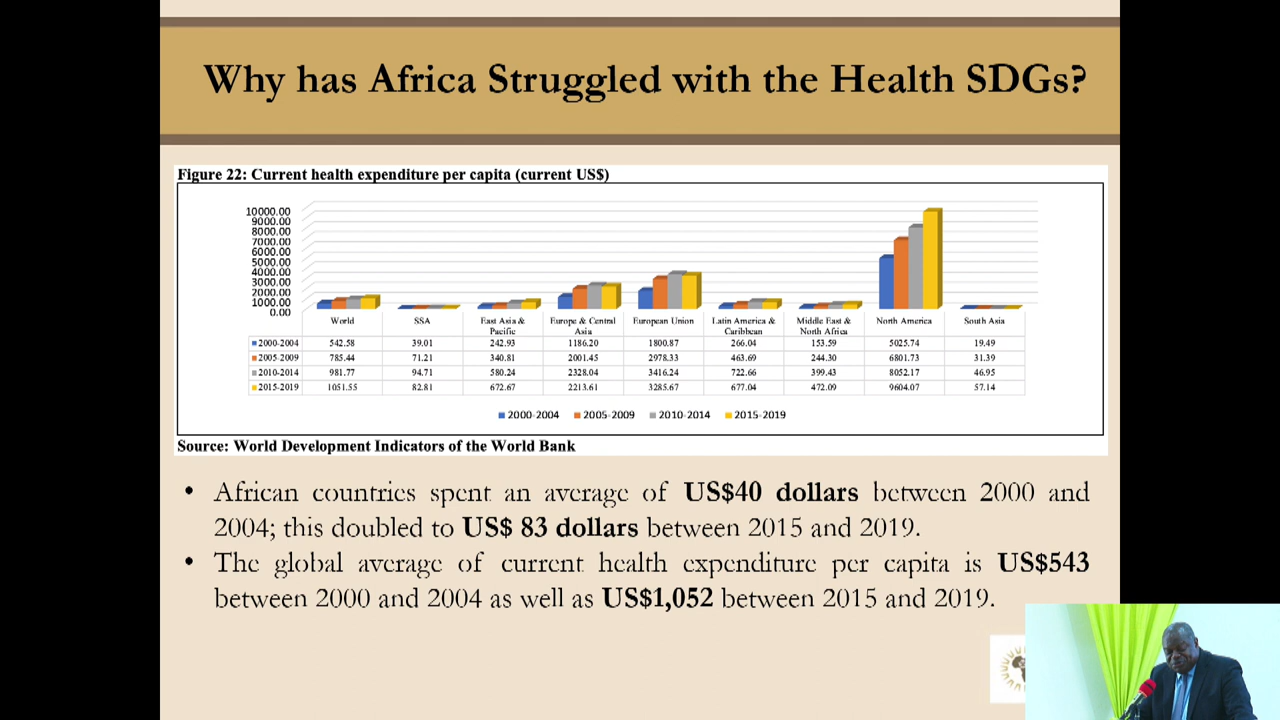 Why has Africa Struggled with the Health SDGs?
Figure 22: Current health expenditure per capita (current US$)
10000.00
9000.00
8000.00
7000.00
6000.00
5000.00
4000.00
3000.00
2000.00
1000.00
0.00
World SSA East Asia & Pacific Europe & Central Asia European Union Latin America & Caribbean Middle East & North Africa North America South Asia
2000-2004 542.58 39.01 242.93 1186.20 1800.87 266.04 153.59 5025.74 19.49
2005-2009 785.44 71.21 340.81 2001.45 2978.33 463.69 244.30 6801.73 31.39
2010-2014 981.77 94.71 580.24 2328.04 3416.24 722.66 399.43 8052.17 46.95
2015-2019 1051.55 82.81 672.67 2213.61 3285.67 677.04 472.09 9604.07 57.14
2000-2004 2005-2009 2010-2014 2015-2019
Source: World Development Indicators of the World Bank
• African countries spent an average of US$40 dollars between 2000 and
2004; this doubled to US$ 83 dollars between 2015 and 2019.
• The global average of current health expenditure per capita is US$543
between 2000 and 2004 as well as US$1,052 between 2015 and 2019.